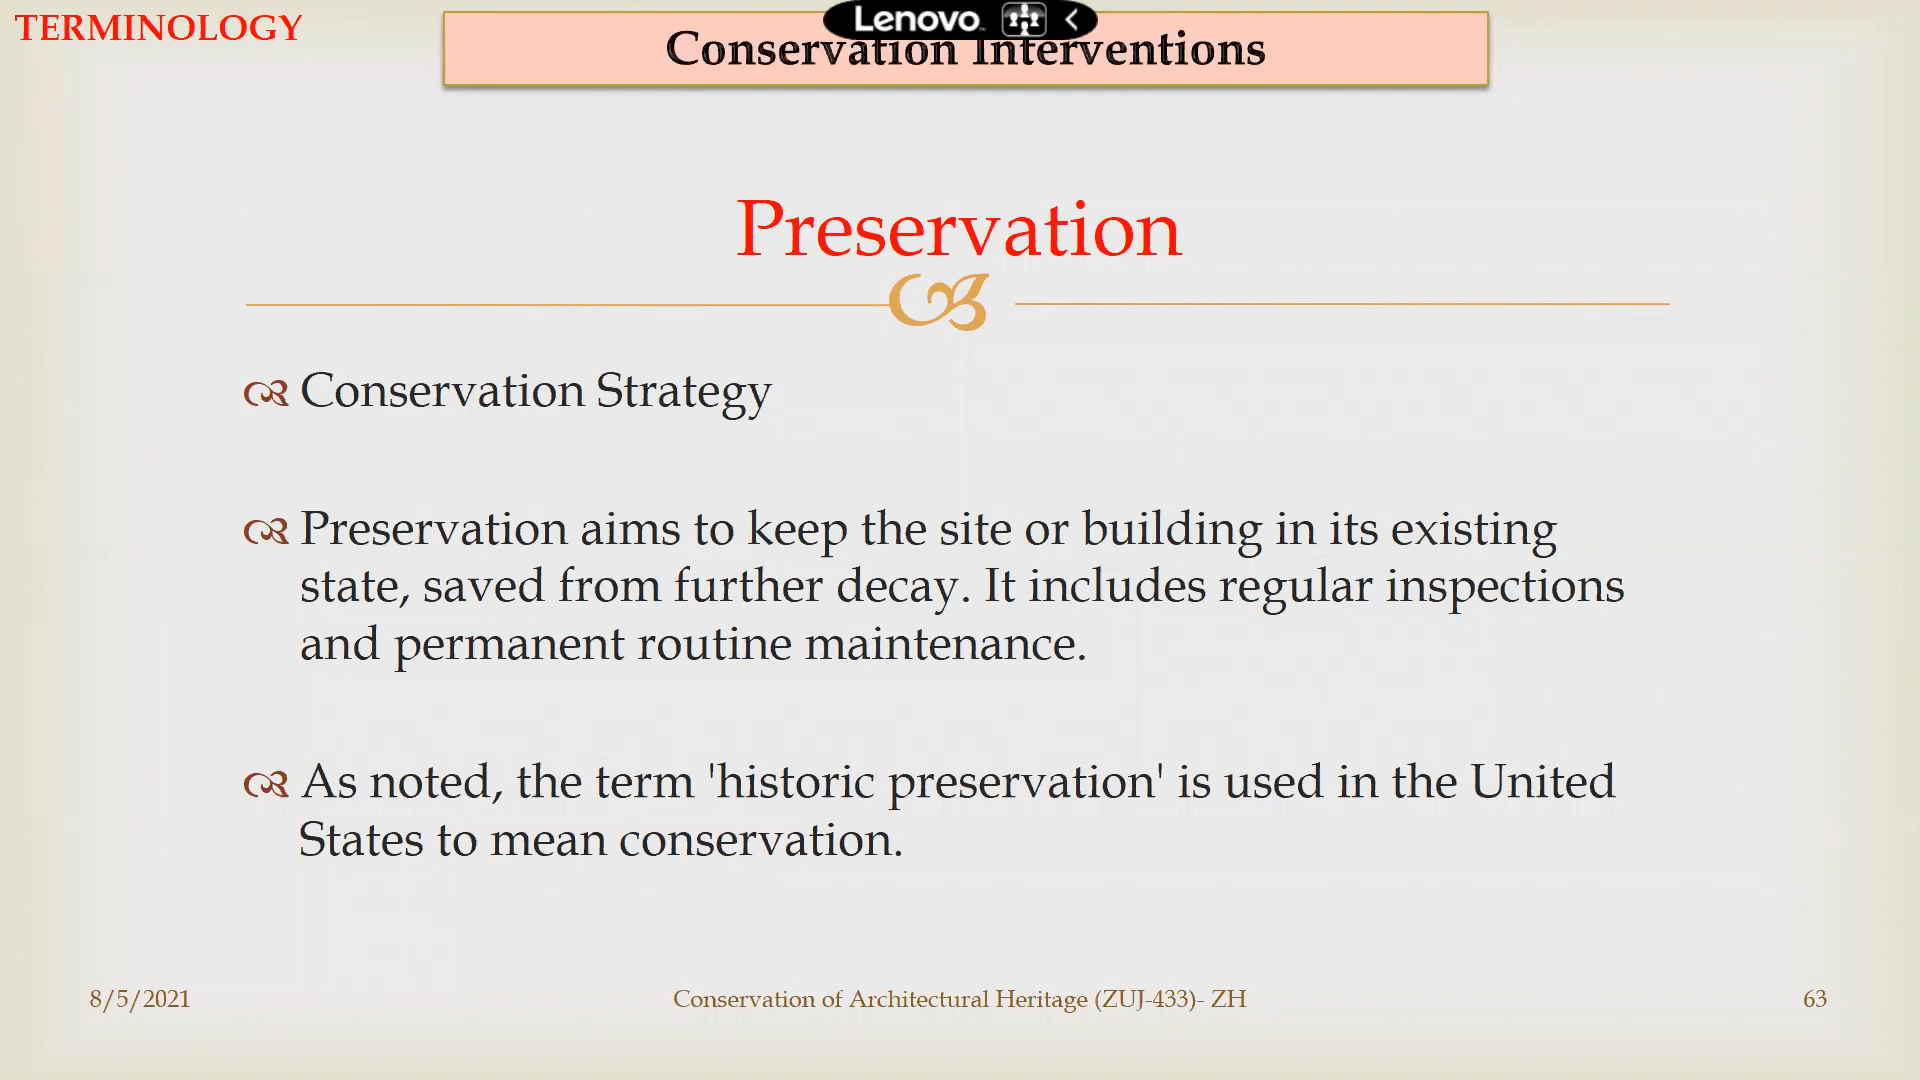 TERMINOLOGY
Lenovo
Conservation Interventions
Preservation
Conservation Strategy
Preservation aims to keep the site or building in its existing
state, saved from further decay. It includes regular inspections
and permanent routine maintenance.
As noted, the term 'historic preservation' is used in the United
States to mean conservation.
8/5/2021
Conservation of Architectural Heritage (ZUJ-433)- ZH
63